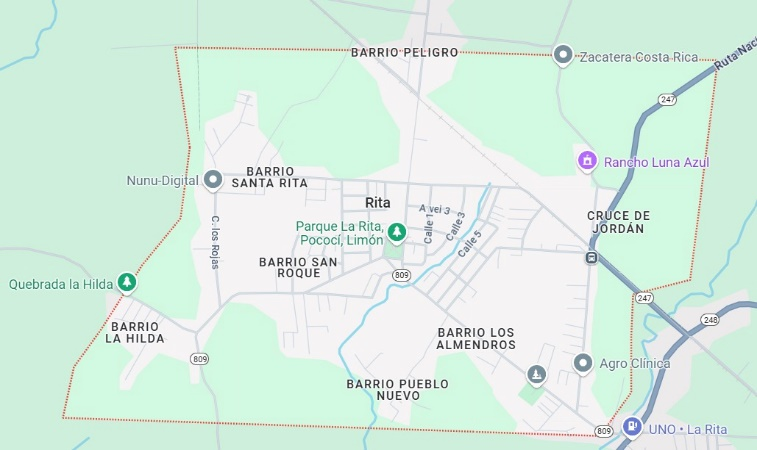 BARRIO PELIGRO
Zacatera Costa Rica
Ruta Nac
247
Rancho Luna Azul
Nunu-Digital
BARRIO
SANTA RITA
Rita
CRUCE DE
JORDÁN
Parque La Rita,
Pococí, Limón
Calle 1
Calle 3
Calle 5
C. los Rojas
BARRIO SAN
ROQUE
809
Quebrada la Hilda
247
248
BARRIO
LA HILDA
BARRIO LOS
ALMENDROS
809
Agro Clínica
BARRIO PUEBLO
NUEVO
809
UNO • La Rita